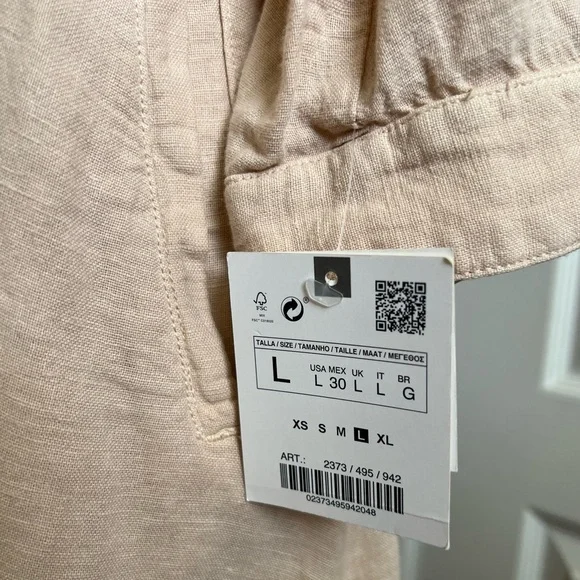 FSC
TALLA / SIZE / TAMANHO / TAILLE / MAAT / ΜΕΓΕΘΟΣ
L
USA MEX UK IT BR
L 30 L L G
XS S M L XL
ART.: 2373 / 495 / 942
02373495942048